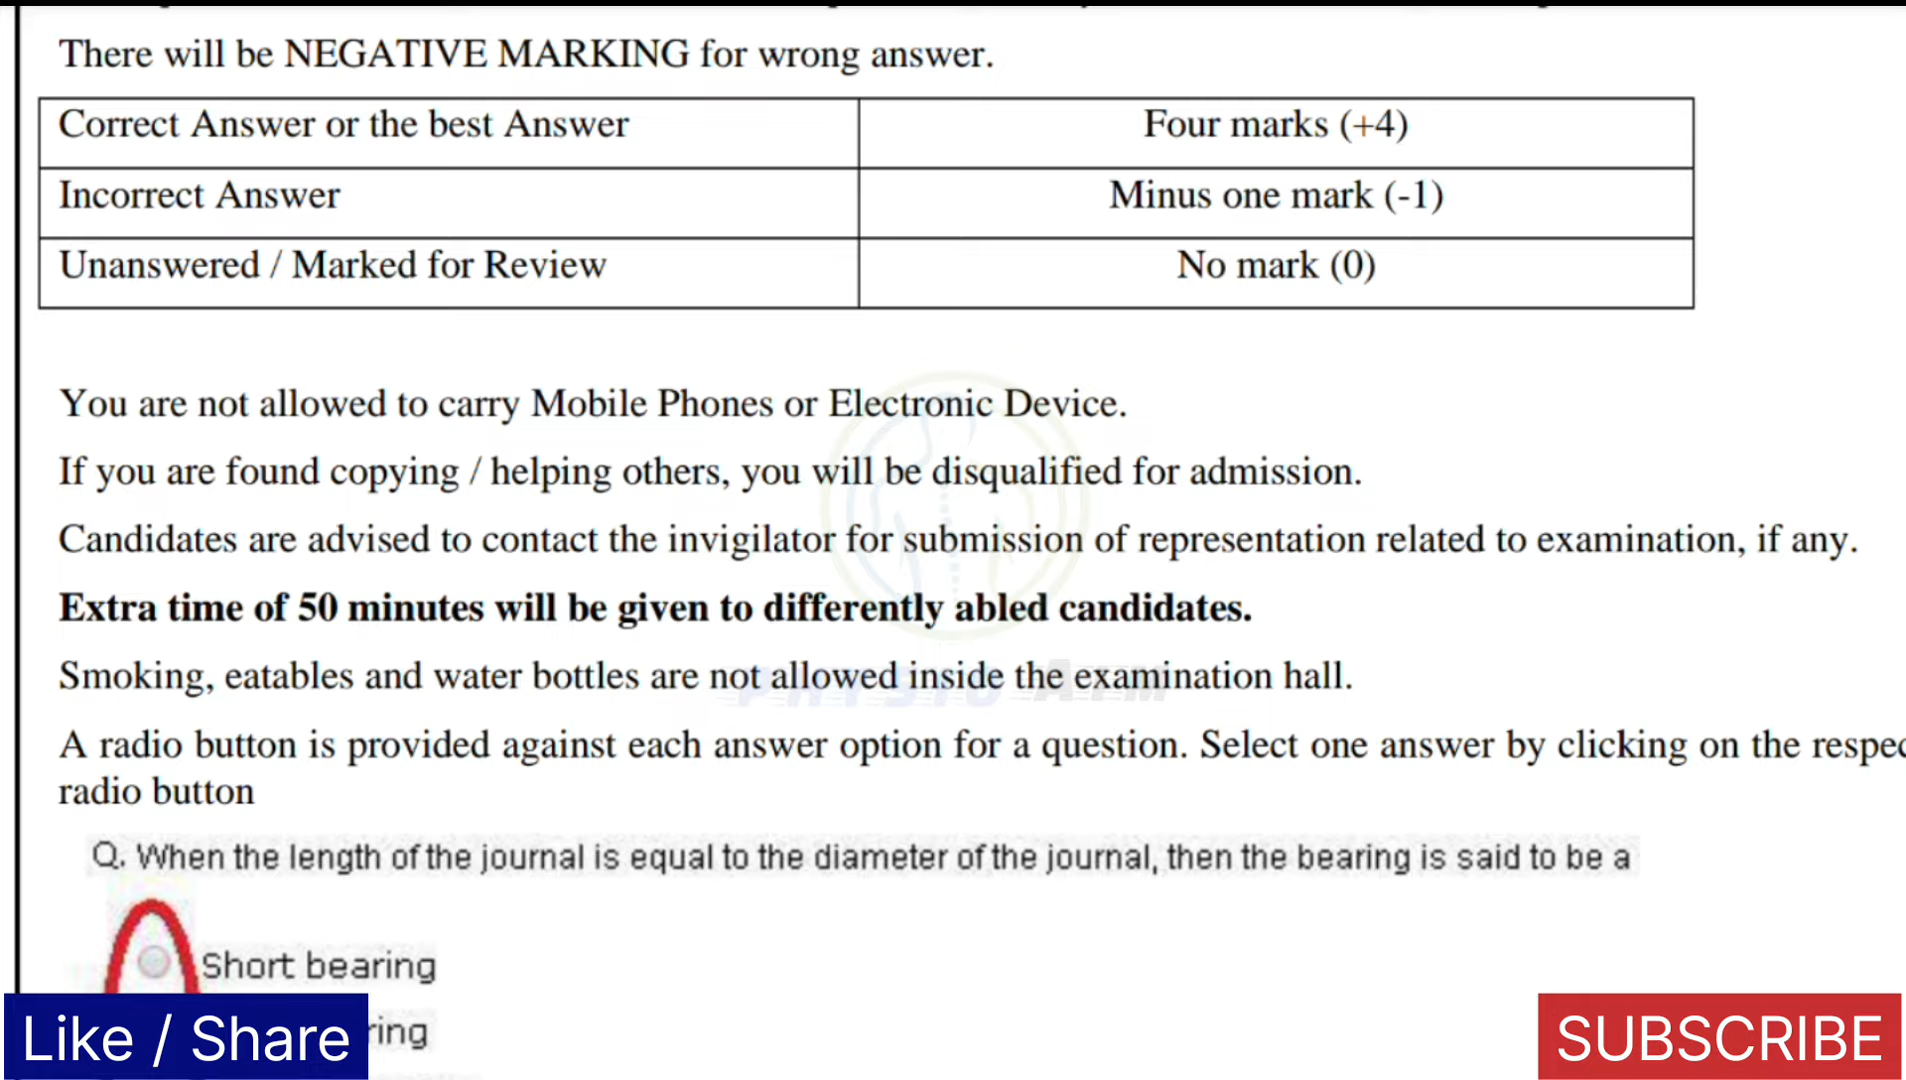 There will be NEGATIVE MARKING for wrong answer.
Correct Answer or the best Answer
Four marks (+4)
Incorrect Answer
Minus one mark (-1)
Unanswered / Marked for Review
No mark (0)
You are not allowed to carry Mobile Phones or Electronic Device.
If you are found copying / helping others, you will be disqualified for admission.
Candidates are advised to contact the invigilator for submission of representation related to examination, if any.
Extra time of 50 minutes will be given to differently abled candidates.
Smoking, eatables and water bottles are not allowed inside the examination hall.
PHYSIO ATM
A radio button is provided against each answer option for a question. Select one answer by clicking on the respec
radio button
Q. When the length of the journal is equal to the diameter of the journal, then the bearing is said to be a
Short bearing
Like / Share
ring
SUBSCRIBE